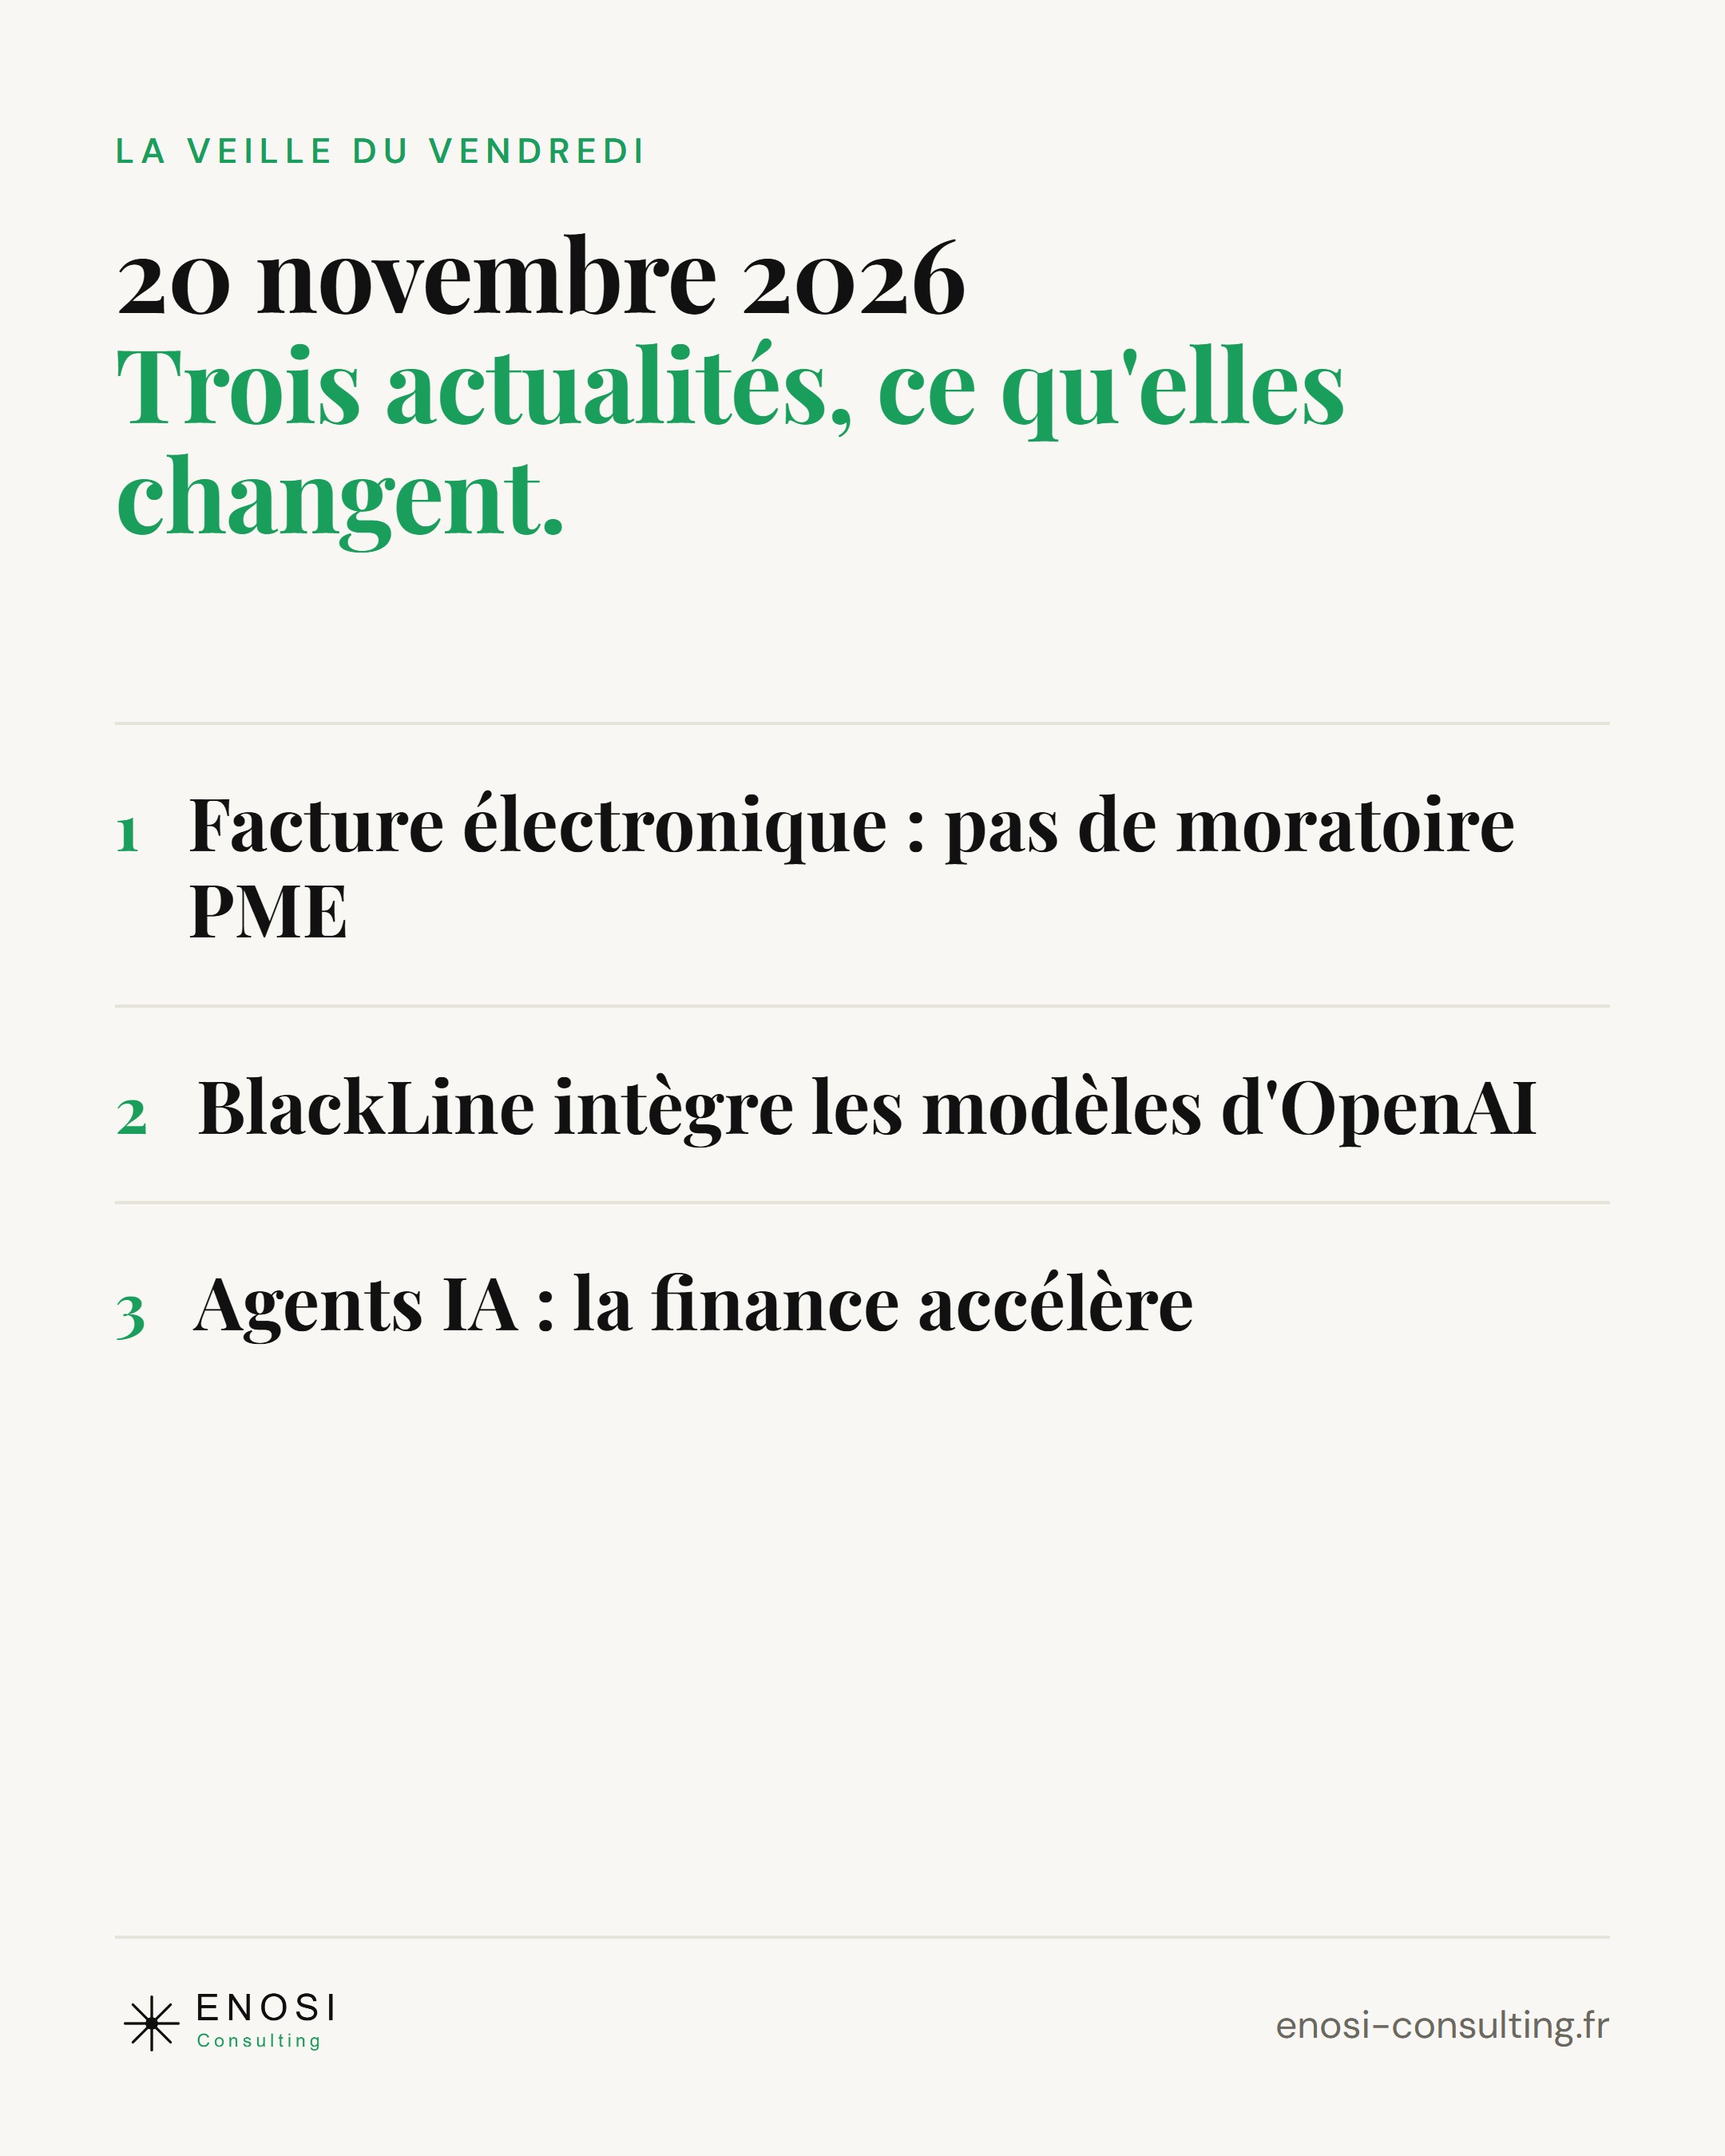 LA VEILLE DU VENDREDI
20 novembre 2026
Trois actualités, ce qu'elles
changent.
1 Facture électronique : pas de moratoire
PME
2 BlackLine intègre les modèles d'OpenAI
3 Agents IA : la finance accélère
ENOSI
Consulting
enosi-consulting.fr